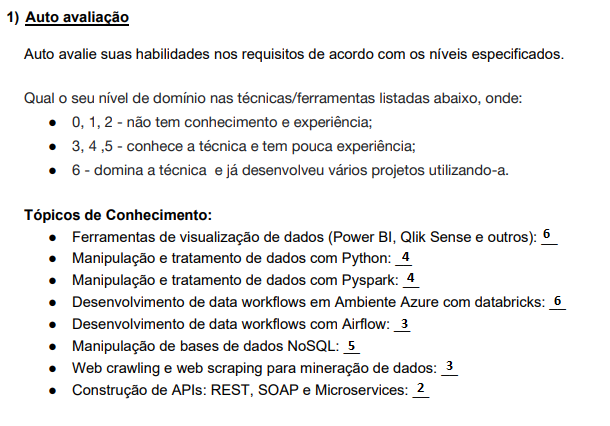 1) Auto avaliação
Auto avalie suas habilidades nos requisitos de acordo com os níveis especificados.
Qual o seu nível de domínio nas técnicas/ferramentas listadas abaixo, onde:
● 0, 1, 2 - não tem conhecimento e experiência;
● 3, 4 ,5 - conhece a técnica e tem pouca experiência;
● 6 - domina a técnica e já desenvolveu vários projetos utilizando-a.
Tópicos de Conhecimento:
● Ferramentas de visualização de dados (Power BI, Qlik Sense e outros): 6
● Manipulação e tratamento de dados com Python: 4
● Manipulação e tratamento de dados com Pyspark: 4
● Desenvolvimento de data workflows em Ambiente Azure com databricks: 6
● Desenvolvimento de data workflows com Airflow: 3
● Manipulação de bases de dados NoSQL: 5
● Web crawling e web scraping para mineração de dados: 3
● Construção de APIs: REST, SOAP e Microservices: 2